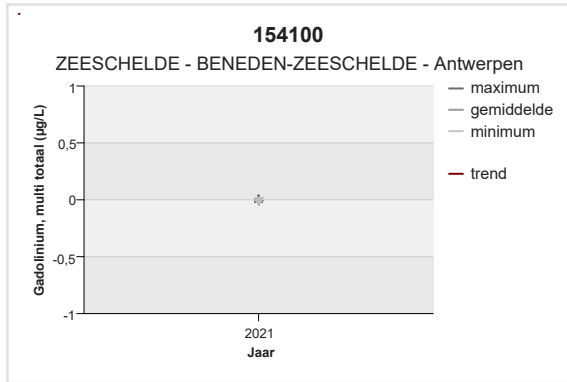 154100
ZEESCHELDE - BENEDEN-ZEESCHELDE - Antwerpen
maximum
gemiddelde
minimum
trend
Gadolinium, multi totaal (µg/L)
1
0,5
0
-0,5
-1
2021
Jaar